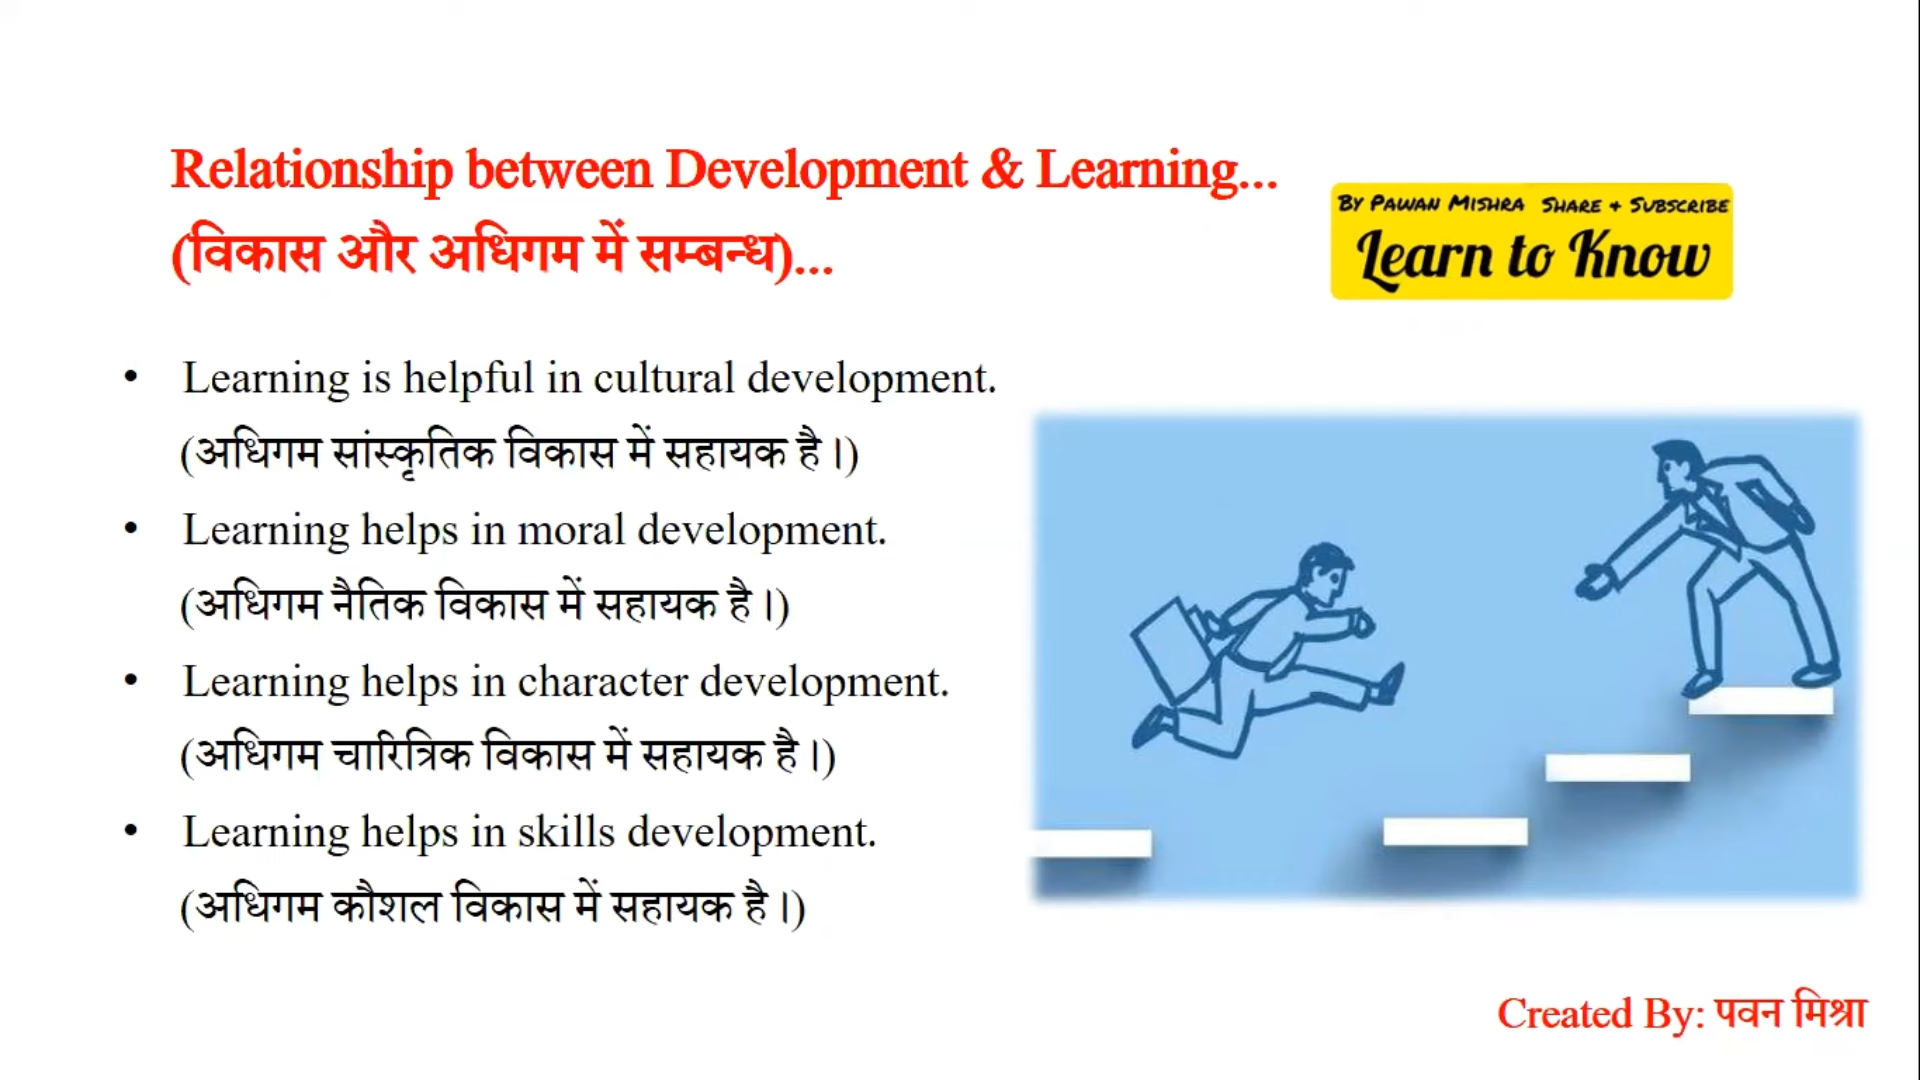 Relationship between Development & Learning...
(विकास और अधिगम में सम्बन्ध)...
By Pawan Mishra Share + Subscribe
Learn to Know
• Learning is helpful in cultural development.
(अधिगम सांस्कृतिक विकास में सहायक है।)
• Learning helps in moral development.
(अधिगम नैतिक विकास में सहायक है।)
• Learning helps in character development.
(अधिगम चारित्रिक विकास में सहायक है।)
• Learning helps in skills development.
(अधिगम कौशल विकास में सहायक है।)
Created By: पवन मिश्रा